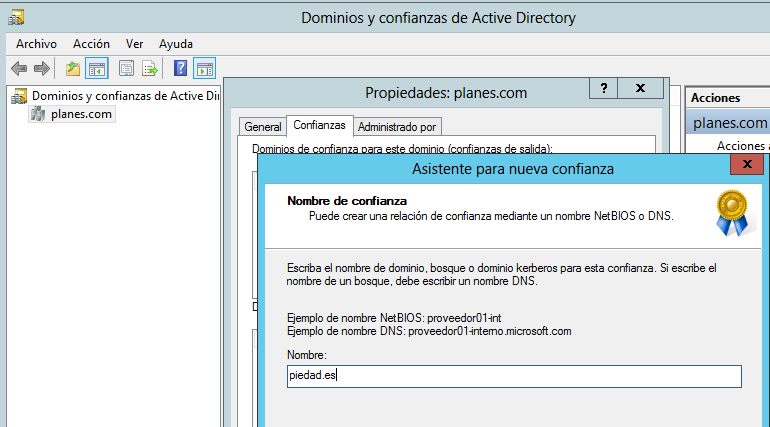 Dominios y confianzas de Active Directory
Archivo Acción Ver Ayuda
Dominios y confianzas de Active Dir
planes.com
Propiedades: planes.com
? x
General Confianzas Administrado por
Dominios de confianza para este dominio (confianzas de salida):
Acciones
planes.com
Acciones a
Asistente para nueva confianza
x
Nombre de confianza
Puede crear una relación de confianza mediante un nombre NetBIOS o DNS.
Escriba el nombre de dominio, bosque o dominio kerberos para esta confianza. Si escribe el
nombre de un bosque, debe escribir un nombre DNS.
Ejemplo de nombre NetBIOS: proveedor01-int
Ejemplo de nombre DNS: proveedor01-interno.microsoft.com
Nombre:
piedad.es